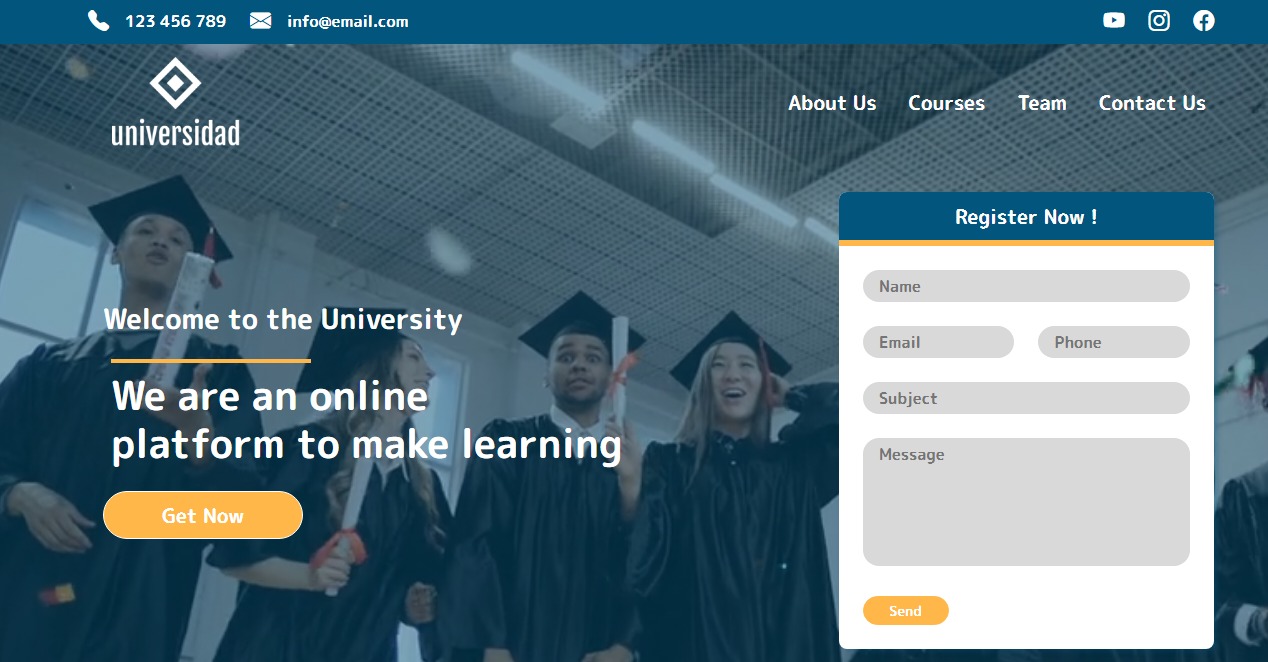 123 456 789 info@email.com
universidad
About Us Courses Team Contact Us
Register Now !
Name
Email Phone
Subject
Message
Send
Welcome to the University
We are an online
platform to make learning
Get Now